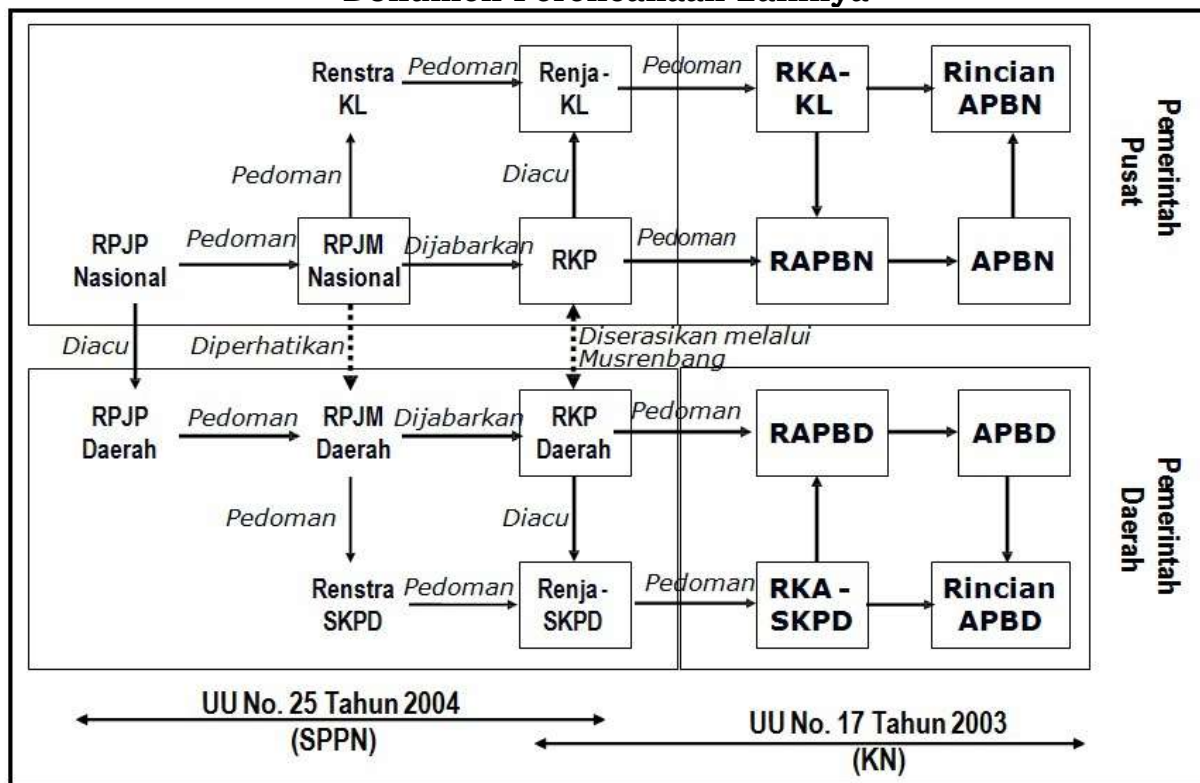 Dokumen Perencanaan Lainnya
Renstra
KL
Pedoman
Renja-
KL
Pedoman
RKA-
KL
Rincian
APBN
Pemerintah
Pusat
Pedoman
Diacu
RPJP
Nasional
Pedoman
RPJM
Nasional
Dijabarkan
RKP
Pedoman
RAPBN
APBN
Diacu
Diperhatikan
Diserasikan melalui
Musrenbang
RPJP
Daerah
Pedoman
RPJM
Daerah
Dijabarkan
RKP
Daerah
Pedoman
RAPBD
APBD
Pemerintah
Daerah
Pedoman
Diacu
Renstra
SKPD
Pedoman
Renja-
SKPD
Pedoman
RKA -
SKPD
Rincian
APBD
UU No. 25 Tahun 2004
(SPPN)
UU No. 17 Tahun 2003
(KN)